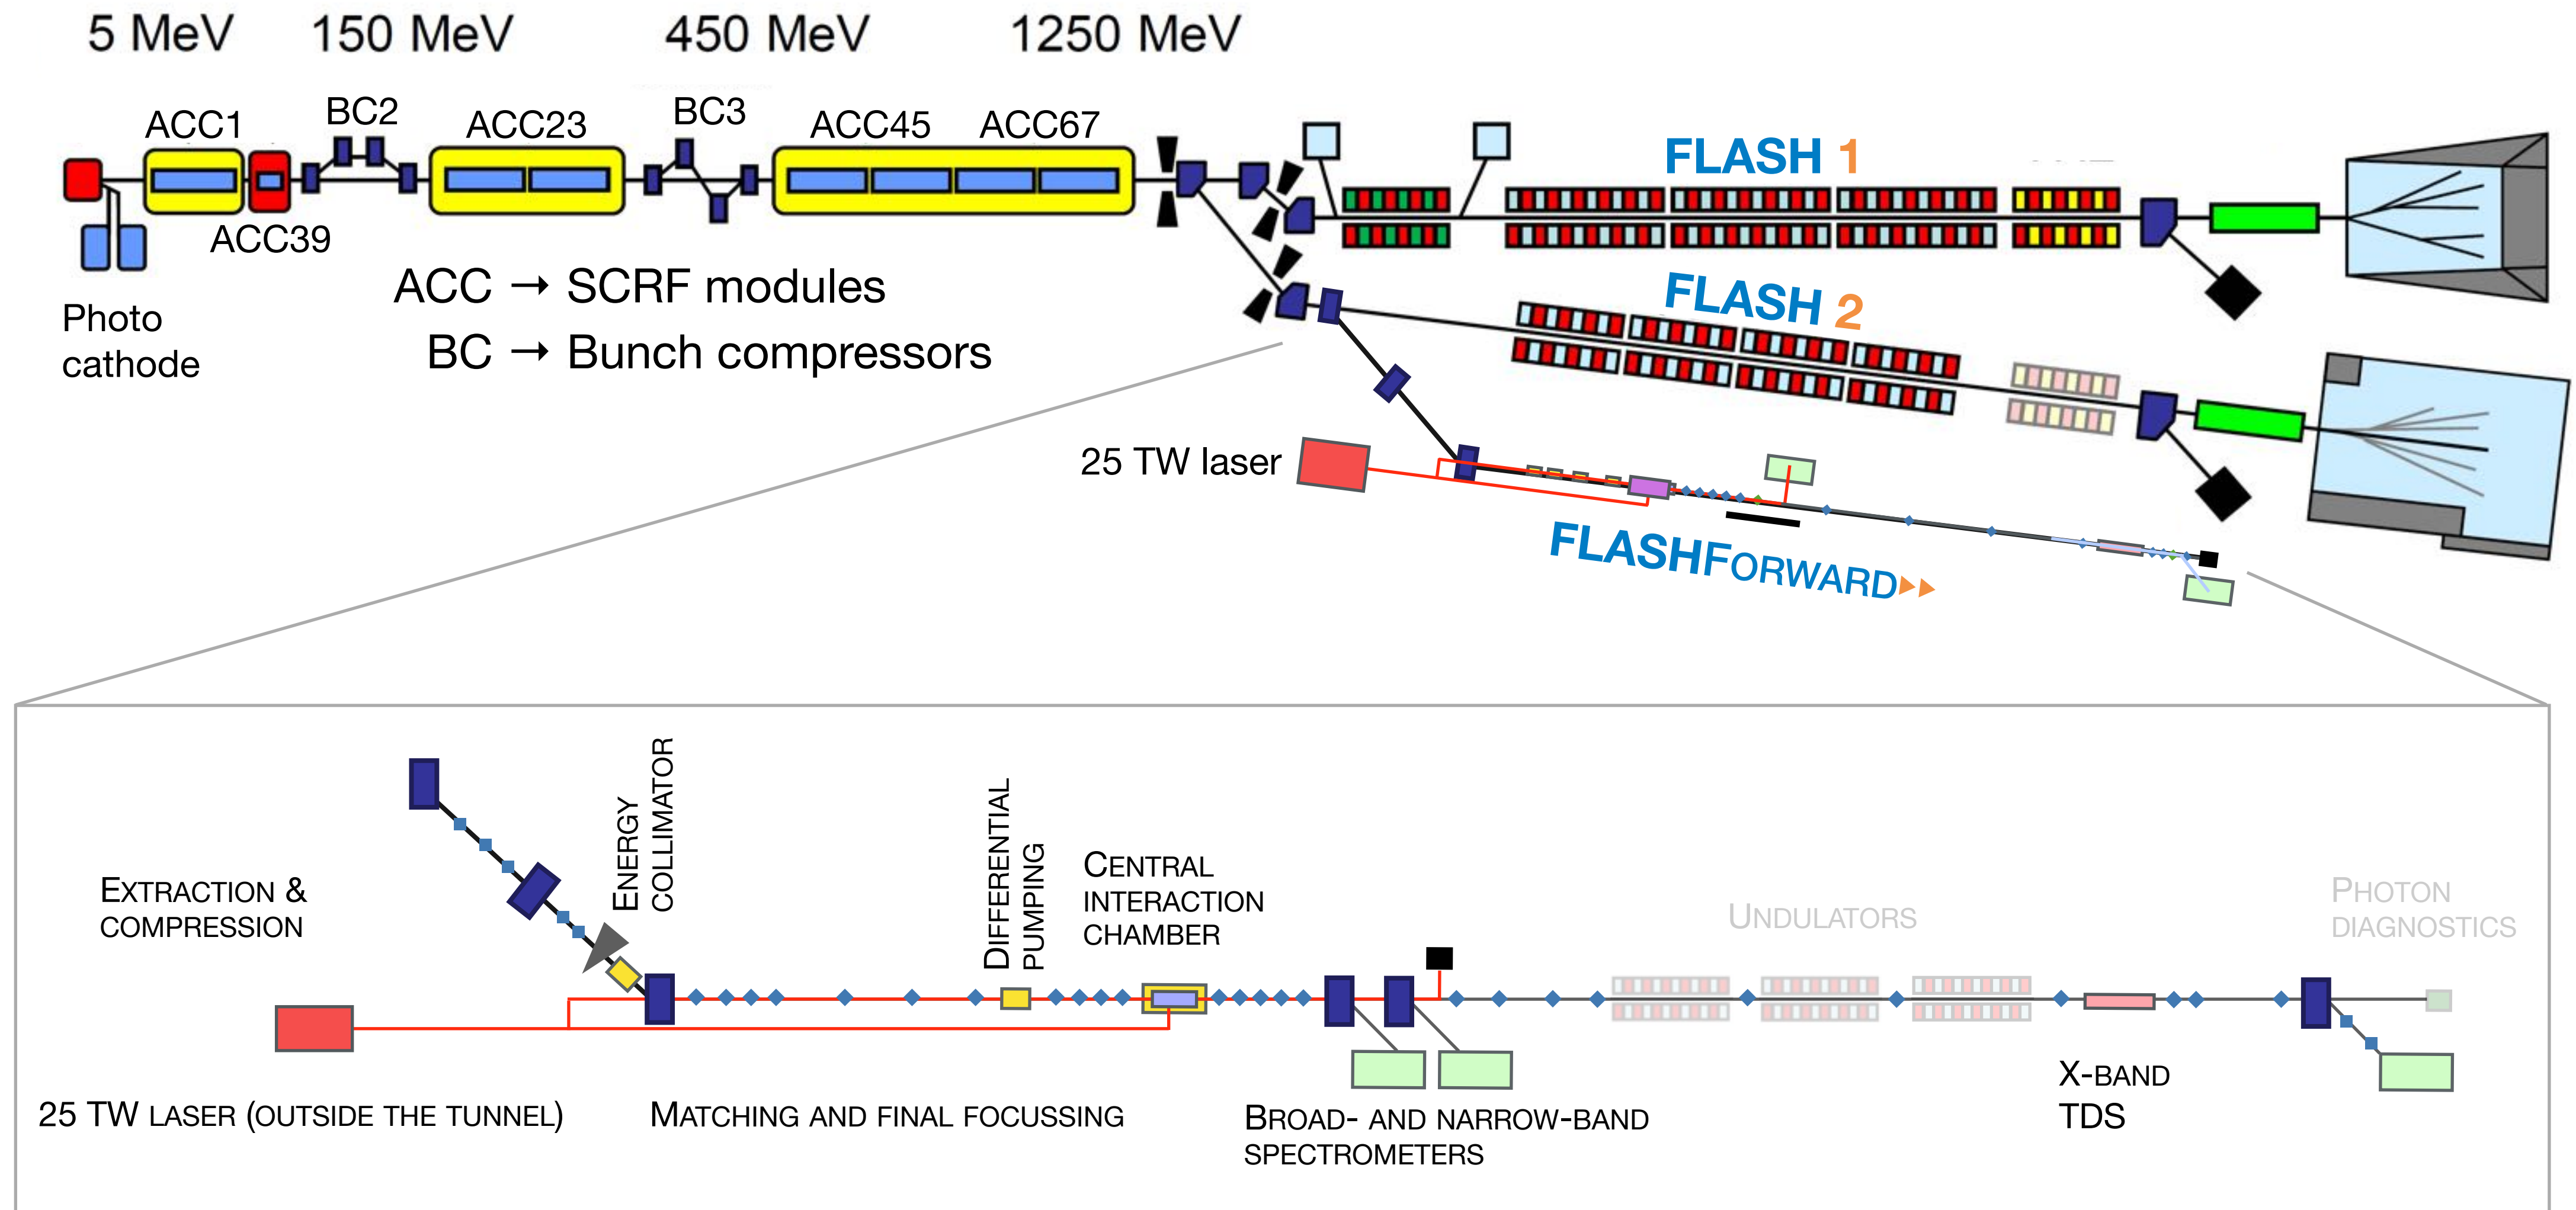 5 MeV 150 MeV 450 MeV 1250 MeV
ACC1 BC2 ACC23 BC3 ACC45 ACC67
ACC39
Photo
cathode
ACC → SCRF modules
BC → Bunch compressors
FLASH 1
FLASH 2
25 TW laser
FLASHFORWARD
EXTRACTION &
COMPRESSION
ENERGY
COLLIMATOR
DIFFERENTIAL
PUMPING
CENTRAL
INTERACTION
CHAMBER
UNDULATORS
PHOTON
DIAGNOSTICS
25 TW LASER (OUTSIDE THE TUNNEL)
MATCHING AND FINAL FOCUSSING
BROAD- AND NARROW-BAND
SPECTROMETERS
X-BAND
TDS